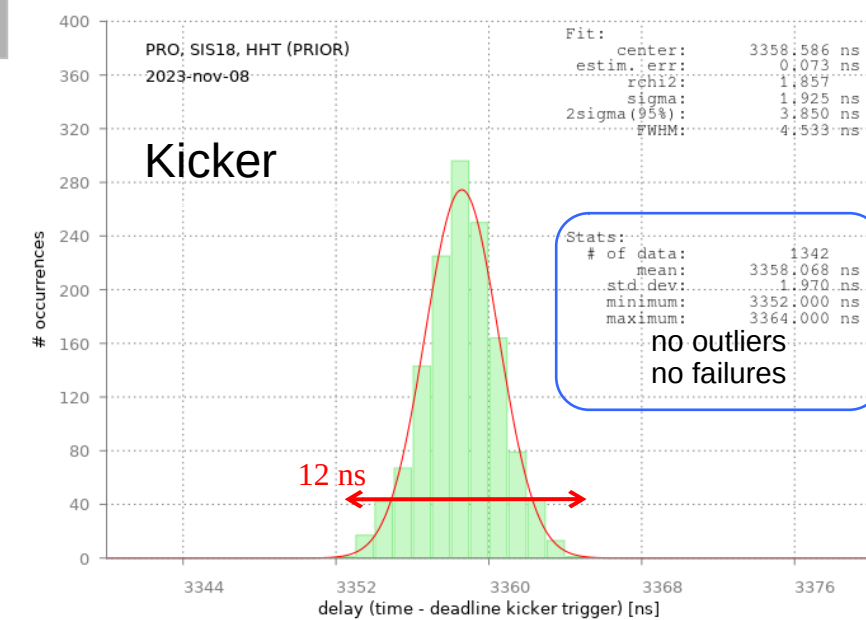 400
360
320
280
240
200
160
120
80
40
0
# occurrences
PRO, SIS18, HHT (PRIOR)
2023-nov-08
Kicker
Fit:
center: 3358.586 ns
estim. err: 0.073 ns
rchi2: 1.857
sigma: 1.925 ns
2sigma(95%): 3.850 ns
FWHM: 4.533 ns
Stats:
# of data: 1342
mean: 3358.068 ns
std dev: 1.970 ns
minimum: 3352.000 ns
maximum: 3364.000 ns
no outliers
no failures
12 ns
3344 3352 3360 3368 3376
delay (time - deadline kicker trigger) [ns]